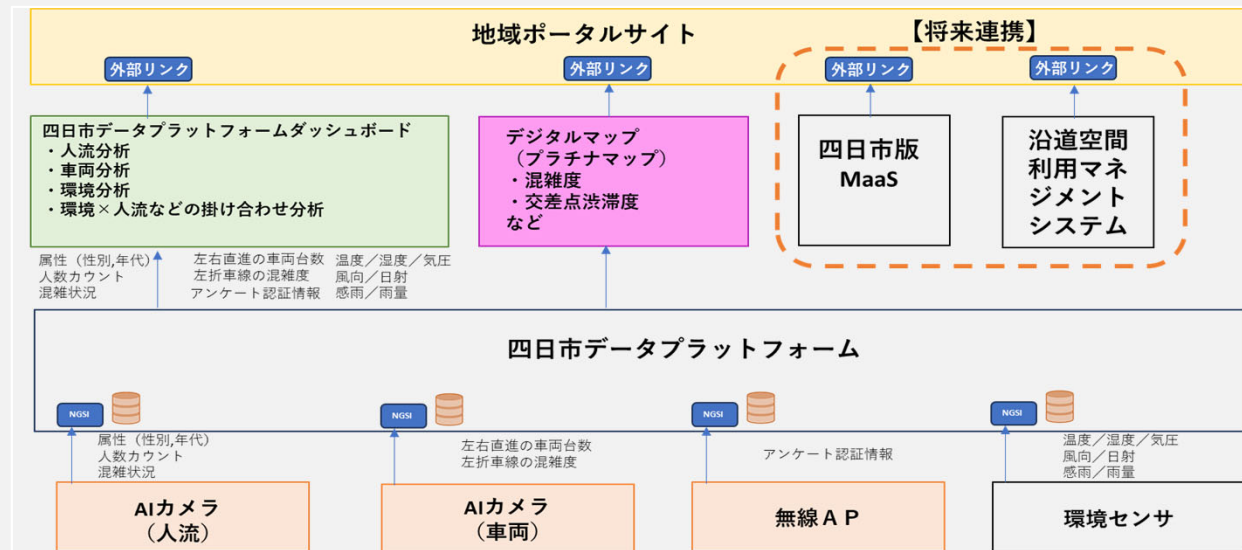 地域ポータルサイト
【将来連携】
外部リンク
外部リンク
外部リンク
外部リンク
四日市データプラットフォームダッシュボード
・人流分析
・車両分析
・環境分析
・環境×人流などの掛け合わせ分析
デジタルマップ
（プラチナマップ）
・混雑度
・交差点渋滞度
など
四日市版
MaaS
沿道空間
利用マネ
ジメント
システム
属性（性別,年代）
人数カウント
混雑状況
左右直進の車両台数
左折車線の混雑度
アンケート認証情報
温度／湿度／気圧
風向／日射
感雨／雨量
四日市データプラットフォーム
NGSI
NGSI
NGSI
NGSI
属性（性別,年代）
人数カウント
混雑状況
左右直進の車両台数
左折車線の混雑度
アンケート認証情報
温度／湿度／気圧
風向／日射
感雨／雨量
AIカメラ
（人流）
AIカメラ
（車両）
無線ＡＰ
環境センサ